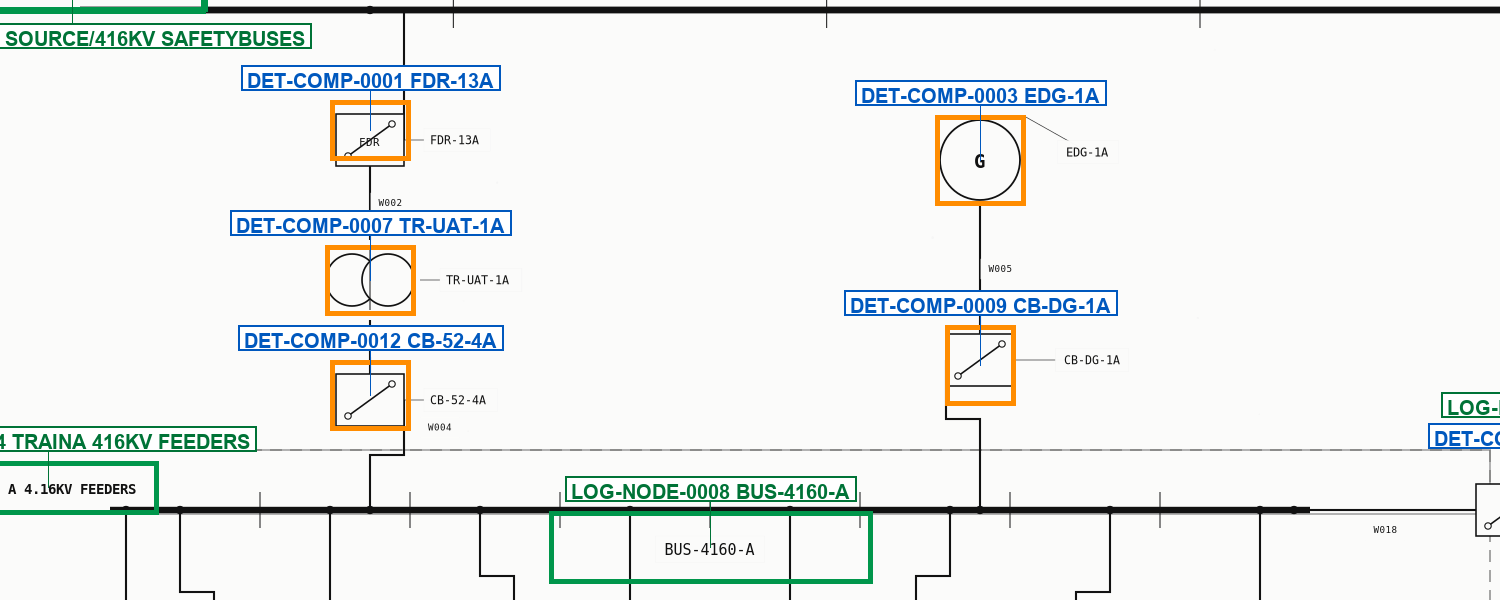 SOURCE/416KV SAFETYBUSES
DET-COMP-0001 FDR-13A
FDR
FDR-13A
W002
DET-COMP-0003 EDG-1A
G
EDG-1A
W005
DET-COMP-0007 TR-UAT-1A
TR-UAT-1A
DET-COMP-0009 CB-DG-1A
CB-DG-1A
DET-COMP-0012 CB-52-4A
CB-52-4A
W004
4 TRAINA 416KV FEEDERS
A 4.16KV FEEDERS
LOG-NODE-0008 BUS-4160-A
BUS-4160-A
LOG-
DET-CO
W018